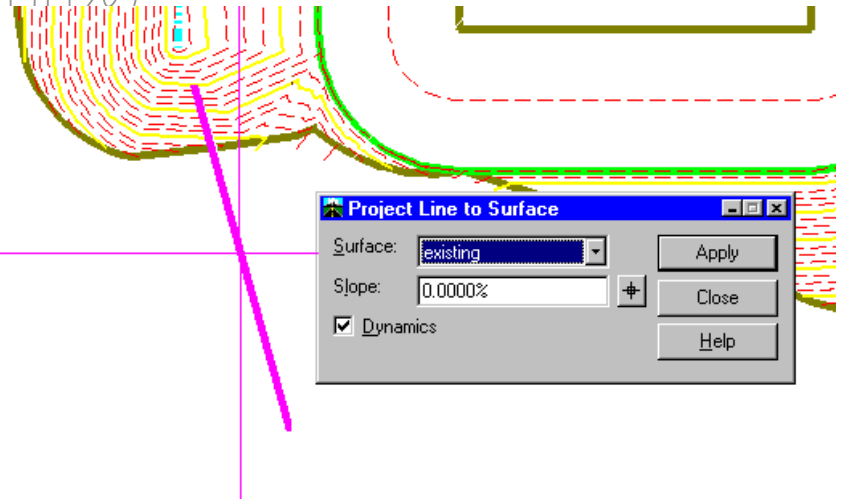 Project Line to Surface
Surface: existing
Slope: 0.0000%
Dynamics
Apply
Close
Help